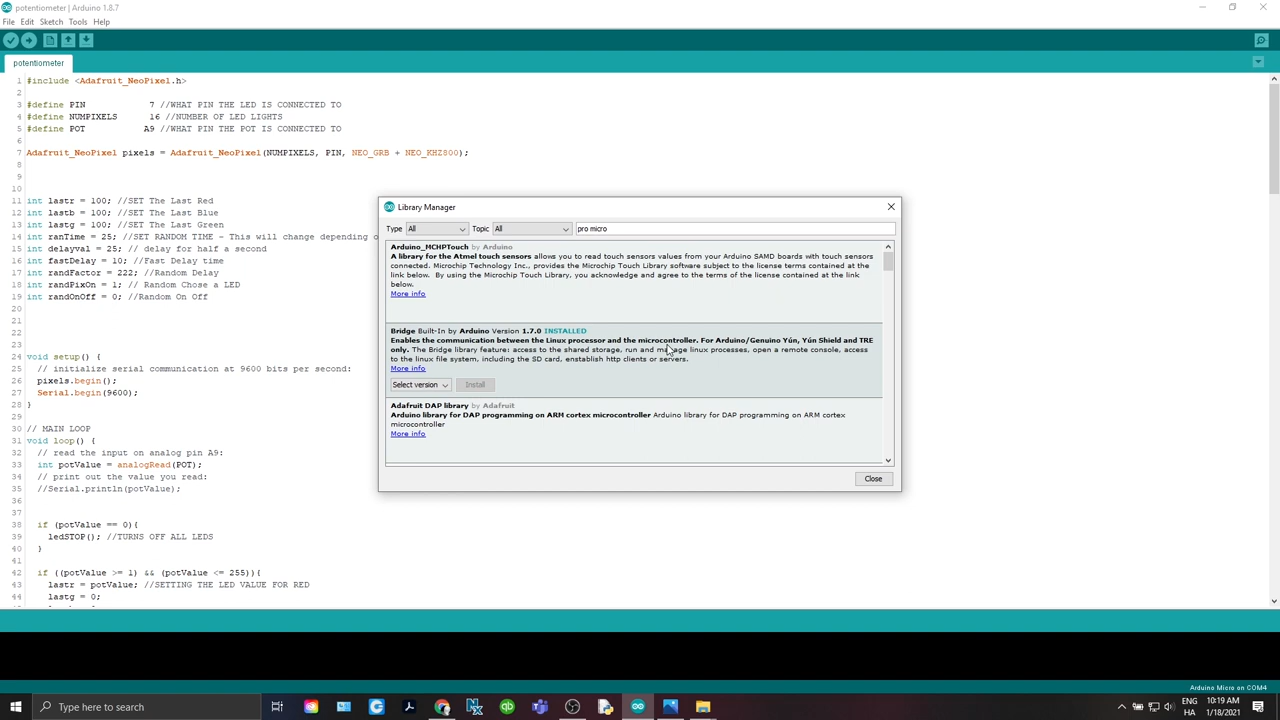 potentiometer | Arduino 1.8.7
File Edit Sketch Tools Help
potentiometer
1 #include <Adafruit_NeoPixel.h>
2
3 #define PIN 7 //WHAT PIN THE LED IS CONNECTED TO
4 #define NUMPIXELS 16 //NUMBER OF LED LIGHTS
5 #define POT A9 //WHAT PIN THE POT IS CONNECTED TO
6
7 Adafruit_NeoPixel pixels = Adafruit_NeoPixel(NUMPIXELS, PIN, NEO_GRB + NEO_KHZ800);
8
9
10
11 int lastr = 100; //SET The Last Red
12 int lastb = 100; //SET The Last Blue
13 int lastg = 100; //SET The Last Green
14 int ranTime = 25; //SET RANDOM TIME - This will change depending o
15 int delayval = 25; // delay for half a second
16 int fastDelay = 10; //Fast Delay time
17 int randFactor = 222; //Random Delay
18 int randPixOn = 1; // Random Chose a LED
19 int randOnOff = 0; //Random On Off
20
21
22
23
24 void setup() {
25 // initialize serial communication at 9600 bits per second:
26 pixels.begin();
27 Serial.begin(9600);
28 }
29
30 // MAIN LOOP
31 void loop() {
32 // read the input on analog pin A9:
33 int potValue = analogRead(POT);
34 // print out the value you read:
35 //Serial.println(potValue);
36
37
38 if (potValue == 0){
39 ledSTOP(); //TURNS OFF ALL LEDS
40 }
41
42 if ((potValue >= 1) && (potValue <= 255)){
43 lastr = potValue; //SETTING THE LED VALUE FOR RED
44 lastg = 0;
Library Manager
Type All Topic All pro micro
Arduino_MCHPTouch by Arduino
A library for the Atmel touch sensors allows you to read touch sensors values from your Arduino SAMD boards with touch sensors
connected. Microchip Technology Inc., provides the Microchip Touch Library software subject to the license terms contained at the
link below. By using the Microchip Touch Library, you acknowledge and agree to the terms of the license contained at the link
below.
More info
Bridge Built-In by Arduino Version 1.7.0 INSTALLED
Enables the communication between the Linux processor and the microcontroller. For Arduino/Genuino Yún, Yún Shield and TRE
only. The Bridge library feature: access to the shared storage, run and manage linux processes, open a remote console, access
to the linux file system, including the SD card, enstablish http clients or servers.
More info
Select version Install
Adafruit DAP library by Adafruit
Arduino library for DAP programming on ARM cortex microcontroller Arduino library for DAP programming on ARM cortex
microcontroller
More info
Close
Arduino Micro on COM4
Type here to search
ENG 10:19 AM
HA 1/18/2021